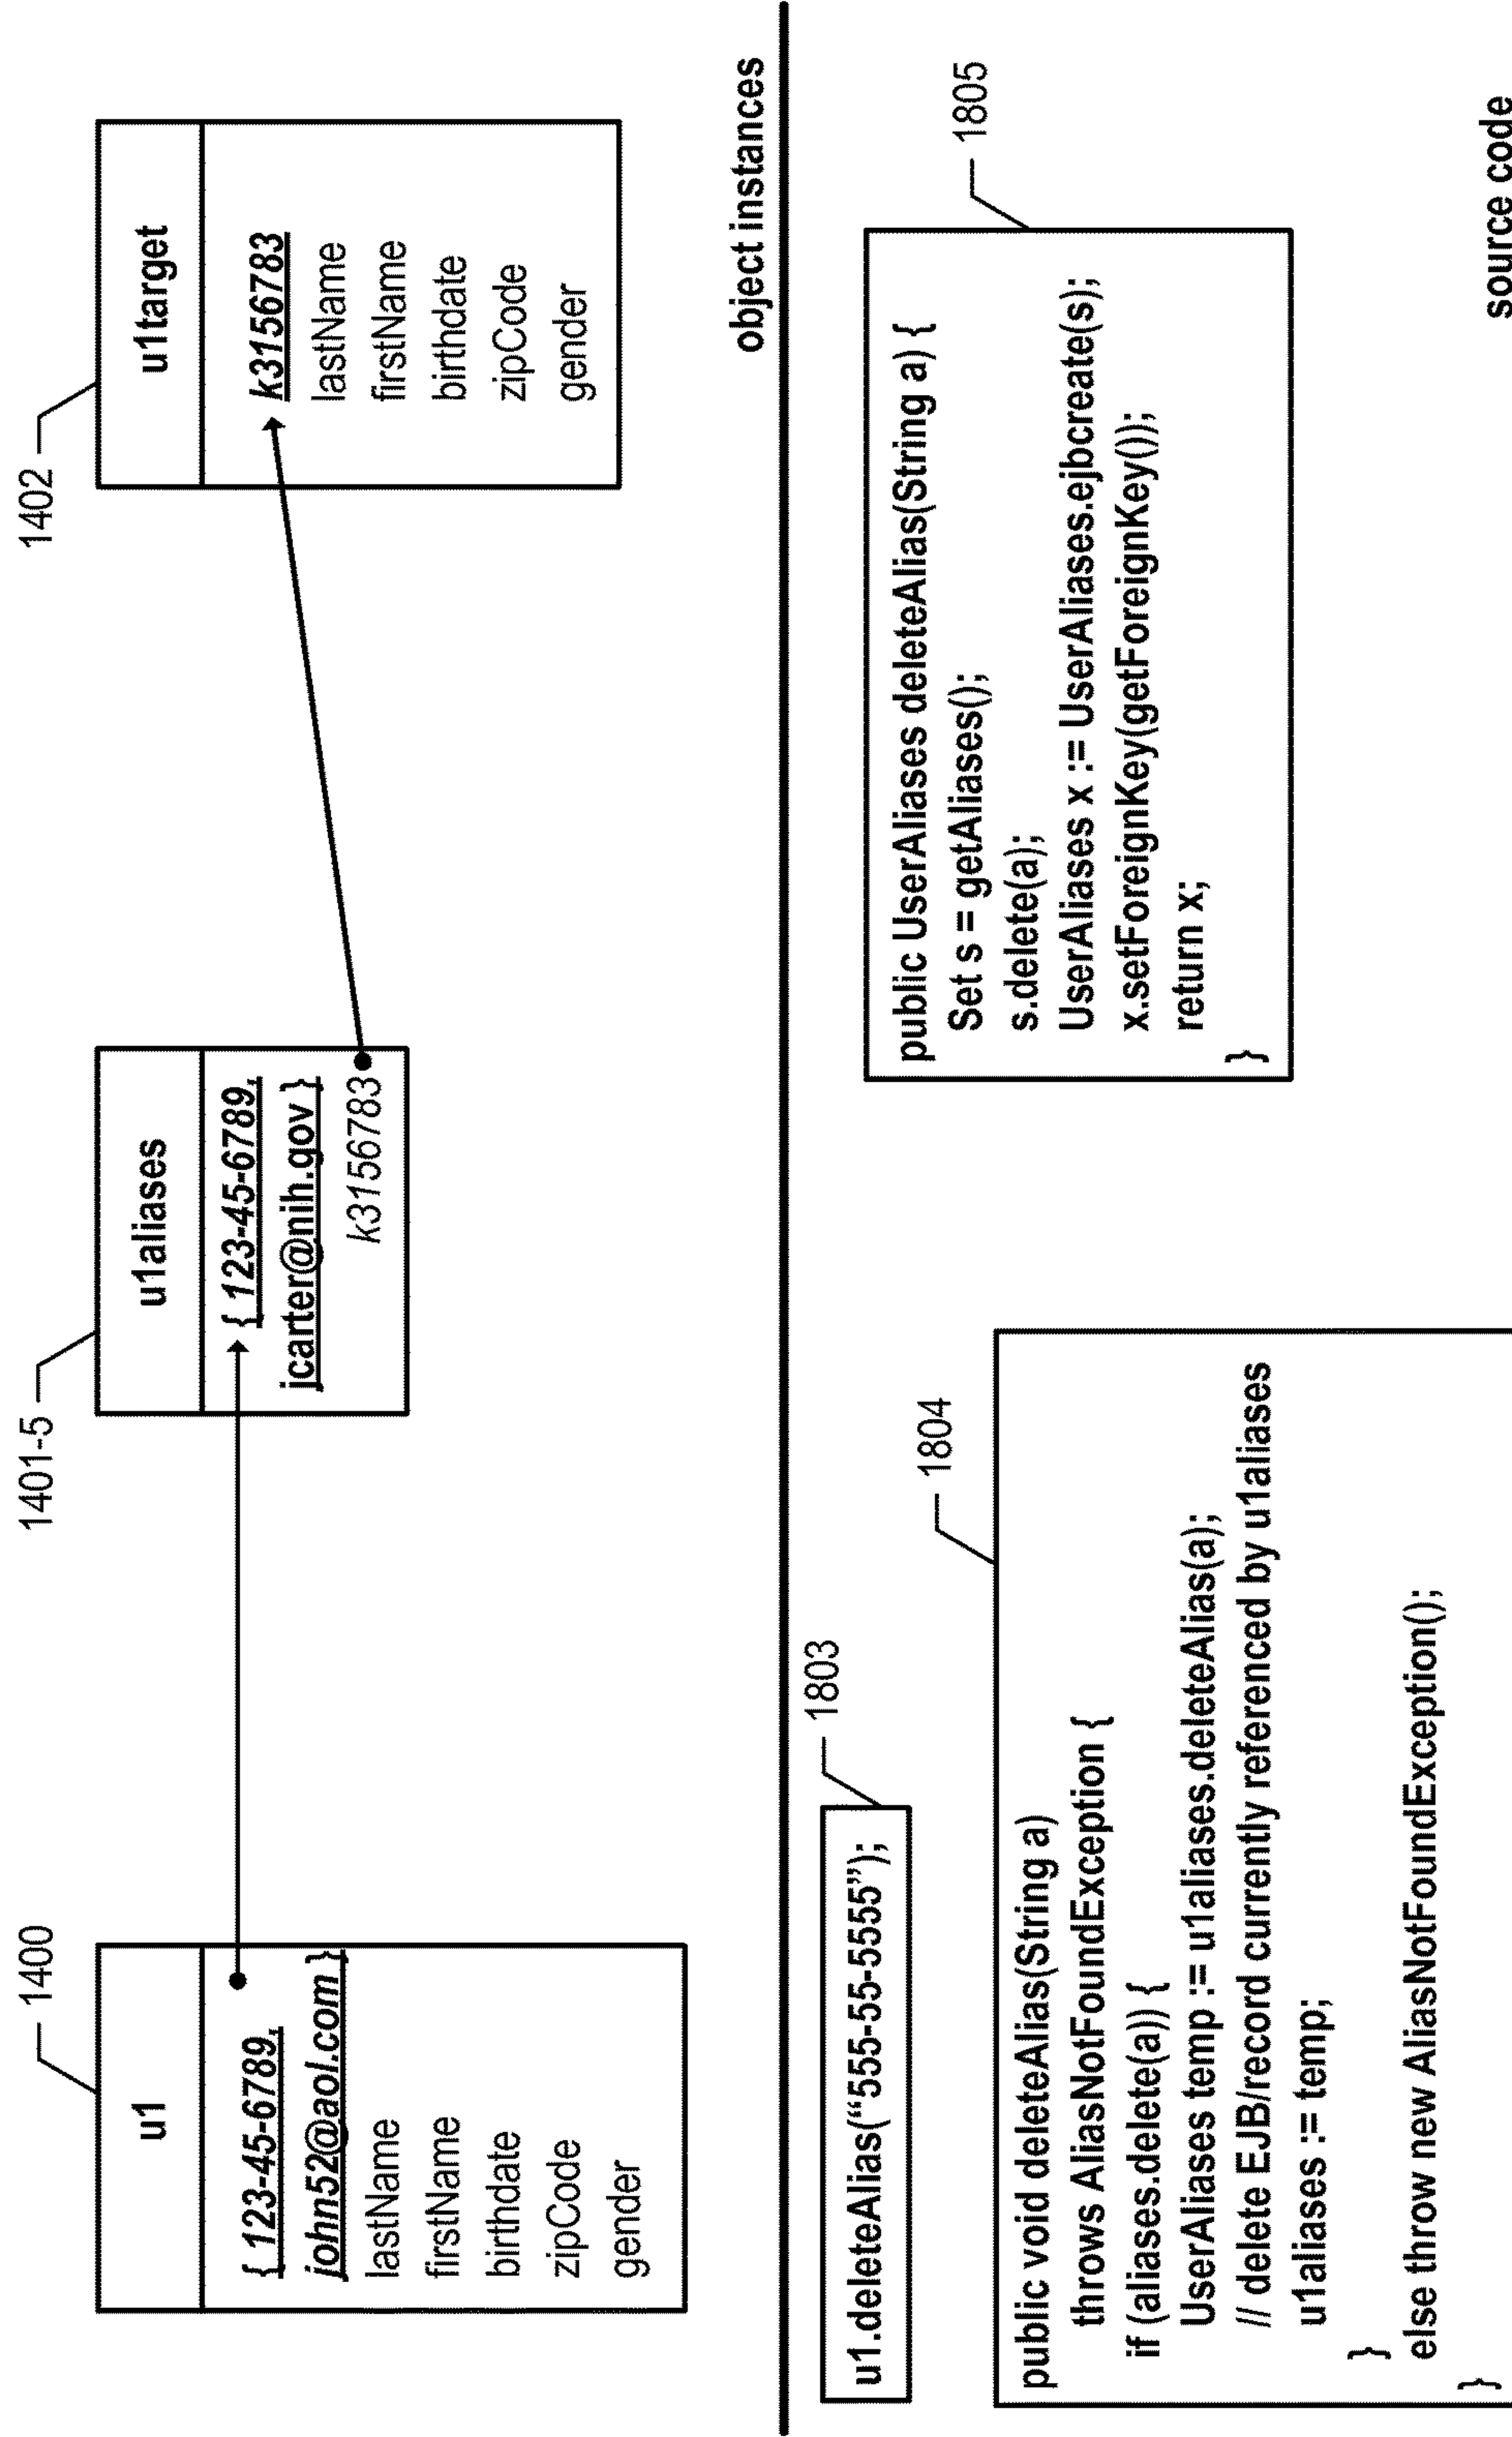 1400
u1
{ 123-45-6789,
john52@aol.com }
lastName
firstName
birthdate
zipCode
gender
1401-5
u1aliases
{ 123-45-6789,
jcarter@nih.gov }
k3156783
1402
u1target
k3156783
lastName
firstName
birthdate
zipCode
gender
object instances
1803
u1.deleteAlias(“555-55-5555”);
1804
public void deleteAlias(String a)
throws AliasNotFoundException {
if (aliases.delete(a)) {
UserAliases temp := u1aliases.deleteAlias(a);
// delete EJB/record currently referenced by u1aliases
u1aliases := temp;
}
else throw new AliasNotFoundException();
}
1805
public UserAliases deleteAlias(String a) {
Set s = getAliases();
s.delete(a);
UserAliases x := UserAliases.ejbcreate(s);
x.setForeignKey(getForeignKey());
return x;
}
source code